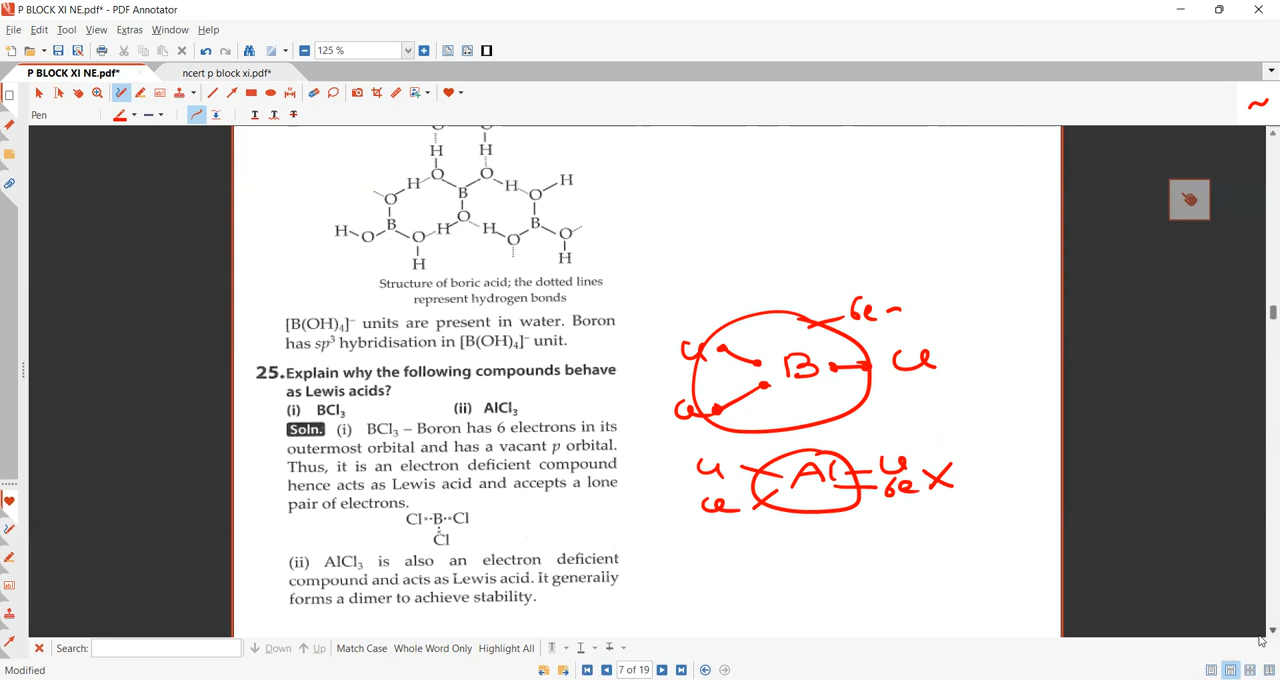 P BLOCK XI NE.pdf* - PDF Annotator
File Edit Tool View Extras Window Help
125 %
P BLOCK XI NE.pdf* ncert p block xi.pdf*
Pen
H H
O O
H H H
O B O
B O H H B
H O O O O
H H
Structure of boric acid; the dotted lines
represent hydrogen bonds
[B(OH)₄]⁻ units are present in water. Boron
has sp³ hybridisation in [B(OH)₄]⁻ unit.
25. Explain why the following compounds behave
as Lewis acids?
(i) BCl₃ (ii) AlCl₃
Soln. (i) BCl₃ – Boron has 6 electrons in its
outermost orbital and has a vacant p orbital.
Thus, it is an electron deficient compound
hence acts as Lewis acid and accepts a lone
pair of electrons.
Cl B Cl
Cl
(ii) AlCl₃ is also an electron deficient
compound and acts as Lewis acid. It generally
forms a dimer to achieve stability.
6e -
Cl B Cl
Cl
Cl Al Cl
Cl 6e X
Search: Down Up Match Case Whole Word Only Highlight All
Modified 7 of 19